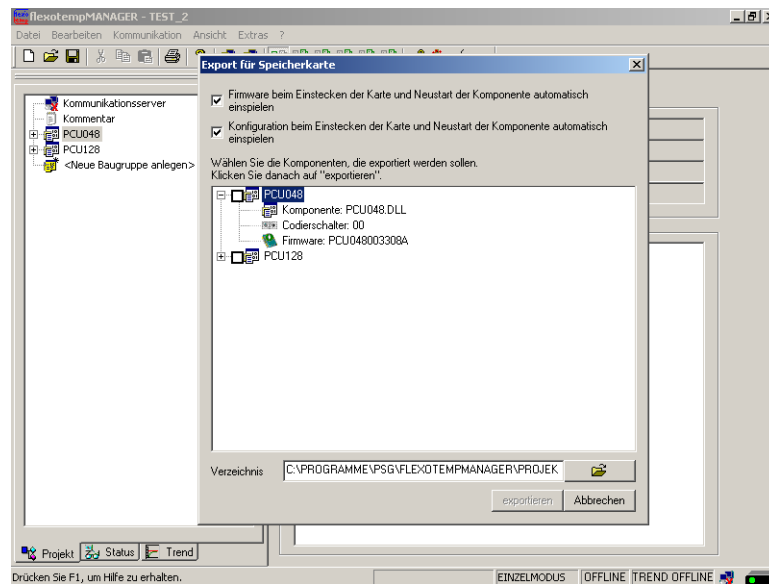 flexotempMANAGER - TEST_2
Datei Bearbeiten Kommunikation Ansicht Extras ?
Export für Speicherkarte
Firmware beim Einstecken der Karte und Neustart der Komponente automatisch
einspielen
Konfiguration beim Einstecken der Karte und Neustart der Komponente automatisch
einspielen
Wählen Sie die Komponenten, die exportiert werden sollen.
Klicken Sie danach auf "exportieren".
Kommunikationsserver
Kommentar
PCU048
PCU128
<Neue Baugruppe anlegen>
PCU048
Komponente: PCU048.DLL
Codierschalter: 00
Firmware: PCU048003308A
PCU128
Verzeichnis C:\PROGRAMME\PSG\FLEXOTEMPMANAGER\PROJEK
exportieren Abbrechen
Projekt Status Trend
Drücken Sie F1, um Hilfe zu erhalten. EINZELMODUS OFFLINE TREND OFFLINE